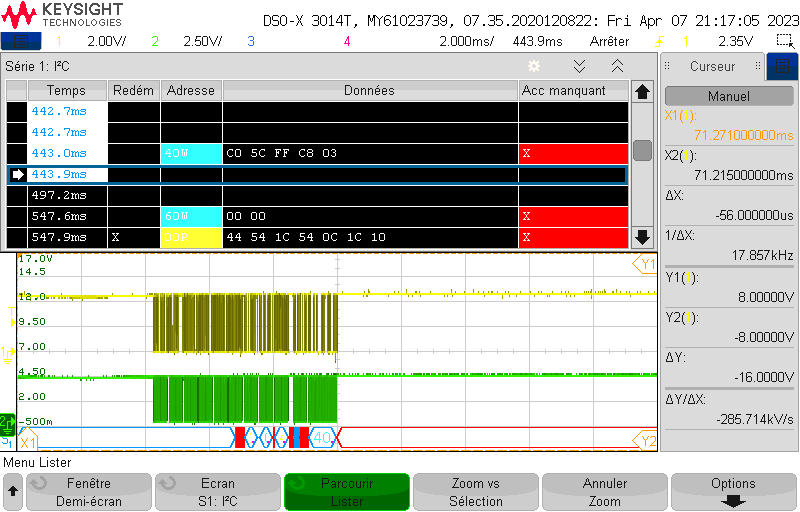 KEYSIGHT
TECHNOLOGIES
DSO-X 3014T, MY61023739, 07.35.2020120822: Fri Apr 07 21:17:05 2023
1 2.00V/ 2 2.50V/ 3 4 2.000ms/ 443.9ms Arrêter 1 2.35V
Série 1: I²C
Temps Redém Adresse Données Acc manquant
442.7ms
442.7ms
443.0ms 40W C0 5C FF C8 03 X
443.9ms
497.2ms
547.6ms 60W 00 00 X
547.9ms X 44 54 1C 54 0C 1C 10 X
Curseur
Manuel
X1(1):
71.271000000ms
X2(1):
71.215000000ms
ΔX:
-56.000000us
1/ΔX:
17.857kHz
Y1(1):
8.00000V
Y2(1):
-8.00000V
ΔY:
-16.0000V
ΔY/ΔX:
-285.714kV/s
17.0V
14.5
12.0
9.50
7.00
4.50
2.00
-500m
Y1
Y2
X1
1
2
S1
40
Menu Lister
Fenêtre
Demi-écran
Ecran
S1: I²C
Parcourir
Lister
Zoom vs
Sélection
Annuler
Zoom
Options